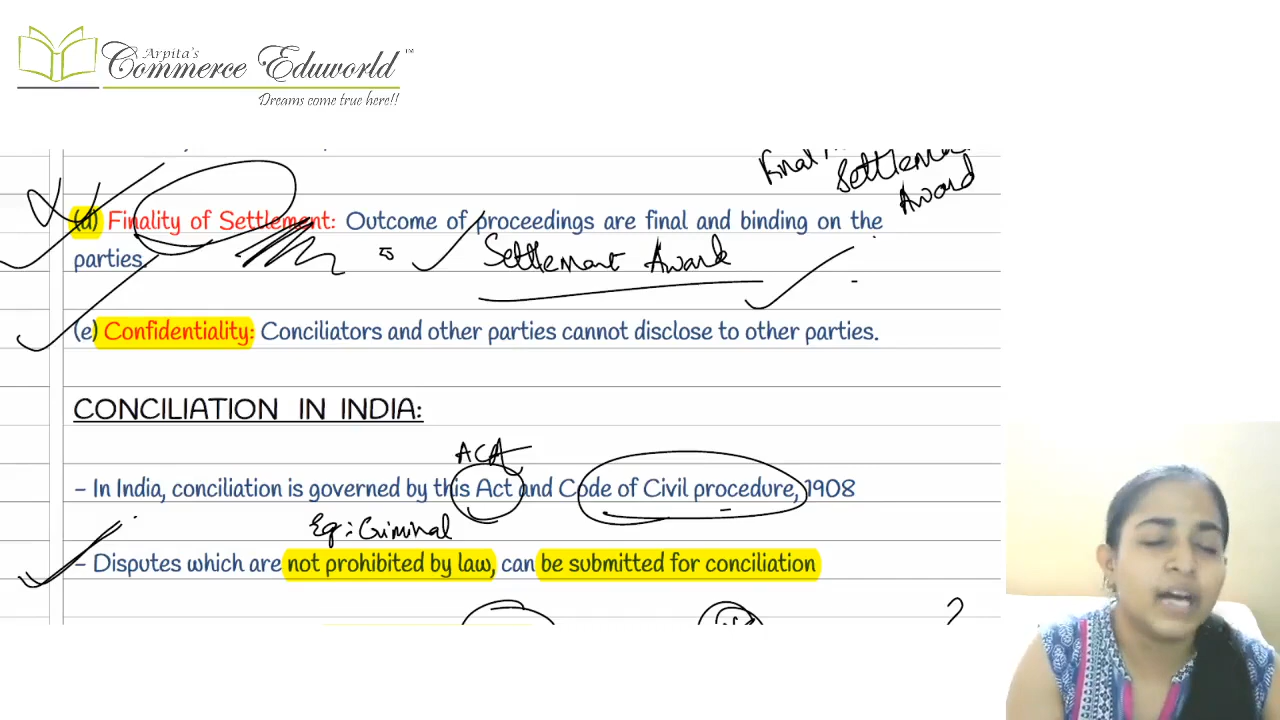 Arpita's
Commerce Eduworld™
Dreams come true here!!
Final,
Settlement
Award
(d) Finality of Settlement: Outcome of proceedings are final and binding on the
parties.
Settlement Award
(e) Confidentiality: Conciliators and other parties cannot disclose to other parties.
CONCILIATION IN INDIA:
ACA
- In India, conciliation is governed by this Act and Code of Civil procedure, 1908
Eg: Criminal
- Disputes which are not prohibited by law, can be submitted for conciliation
?